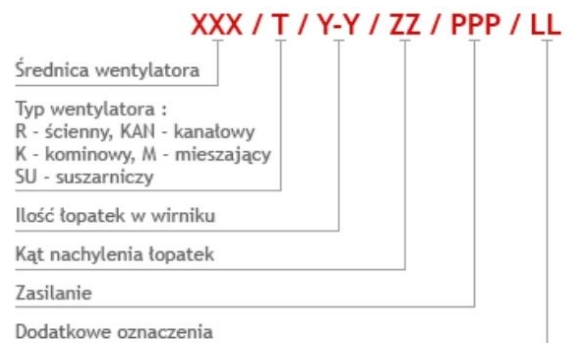 XXX / T / Y-Y / ZZ / PPP / LL
Średnica wentylatora
Typ wentylatora :
R - ścienny, KAN - kanałowy
K - kominowy, M - mieszający
SU - suszarniczy
Ilość łopatek w wirniku
Kąt nachylenia łopatek
Zasilanie
Dodatkowe oznaczenia